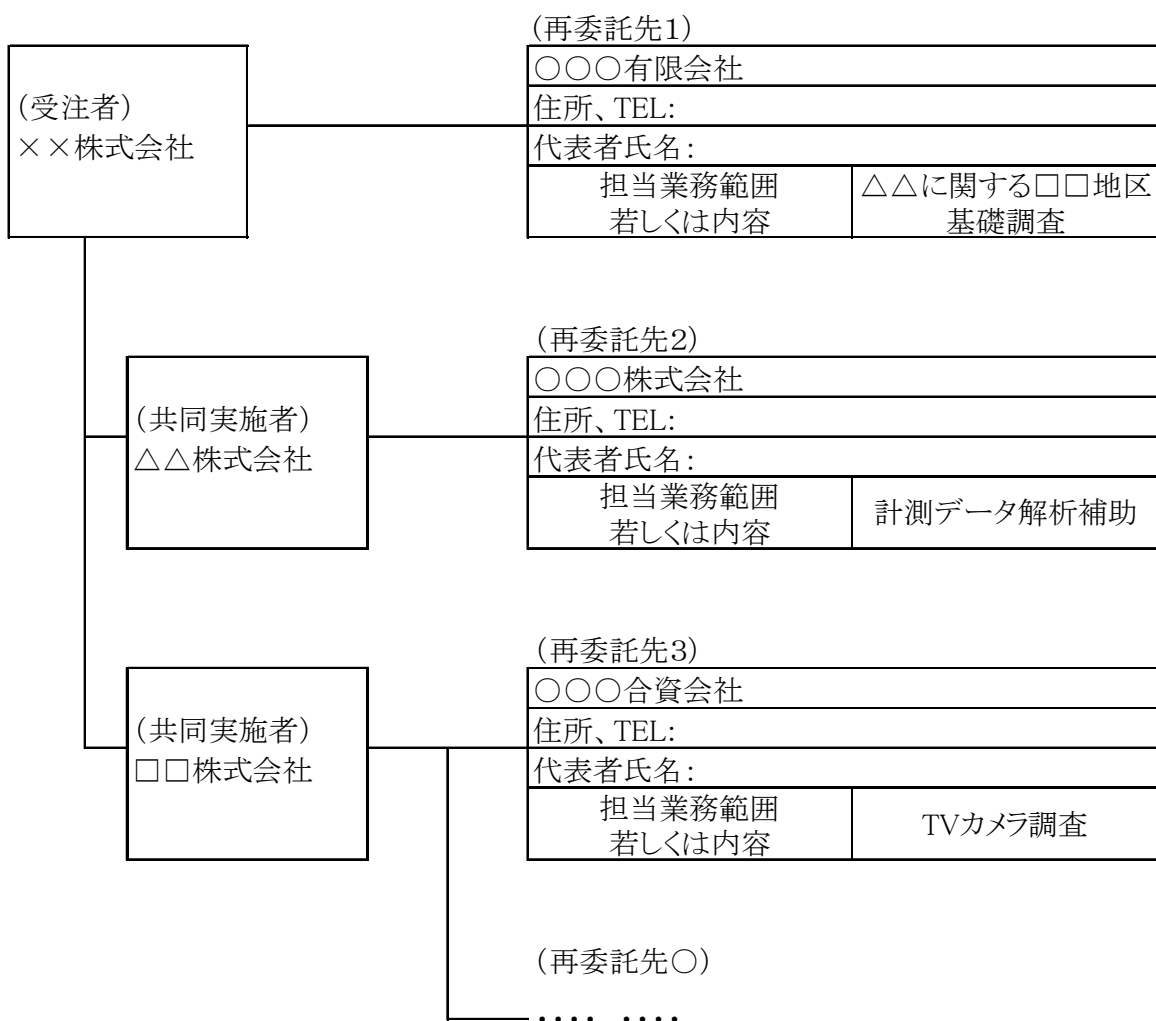 (再委託先1)
○○○有限会社
(受注者)
××株式会社
住所、TEL:
代表者氏名:
担当業務範囲
若しくは内容
△△に関する□□地区
基礎調査
(再委託先2)
○○○株式会社
(共同実施者)
△△株式会社
住所、TEL:
代表者氏名:
担当業務範囲
若しくは内容
計測データ解析補助
(再委託先3)
○○○合資会社
(共同実施者)
□□株式会社
住所、TEL:
代表者氏名:
担当業務範囲
若しくは内容
TVカメラ調査
(再委託先○)
・・・・ ・・・・